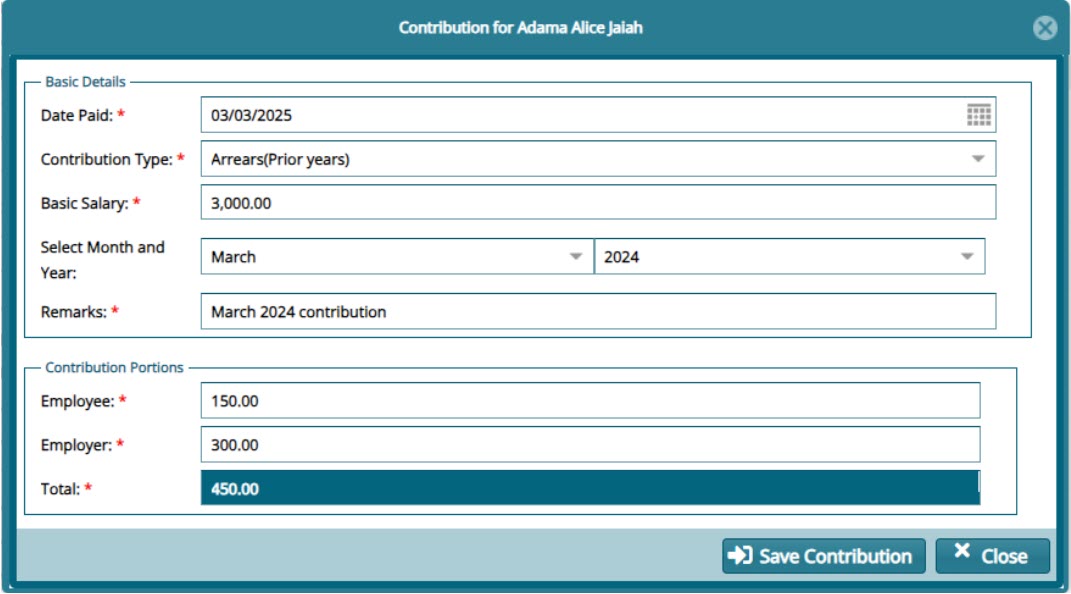 Contribution for Adama Alice Jaiah
Basic Details
Date Paid: * 03/03/2025
Contribution Type: * Arrears(Prior years)
Basic Salary: * 3,000.00
Select Month and
Year: March 2024
Remarks: * March 2024 contribution
Contribution Portions
Employee: * 150.00
Employer: * 300.00
Total: * 450.00
Save Contribution Close